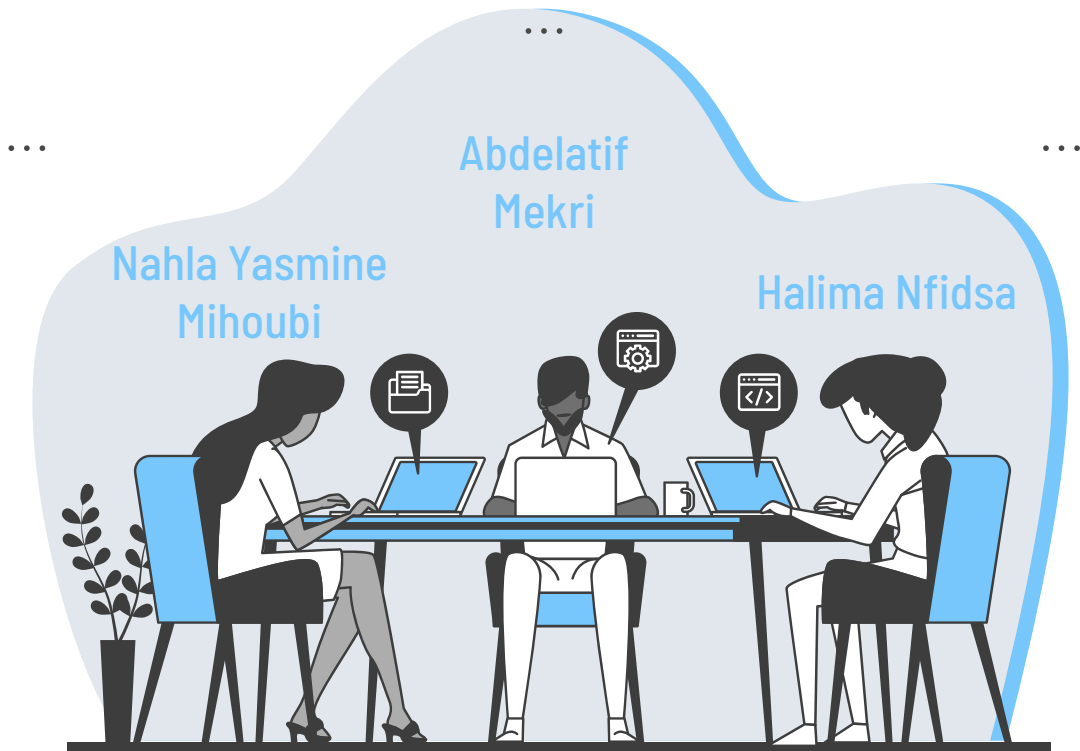 Abdelatif
Mekri
Nahla Yasmine
Mihoubi
Halima Nfidsa